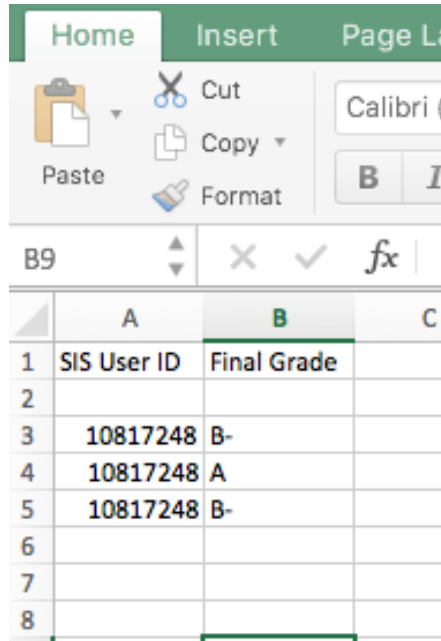 Home Insert Page La
Cut
Calibri (
Copy
Paste
B I
Format
B9 fx
A B C
1 SIS User ID Final Grade
2
3 10817248 B-
4 10817248 A
5 10817248 B-
6
7
8